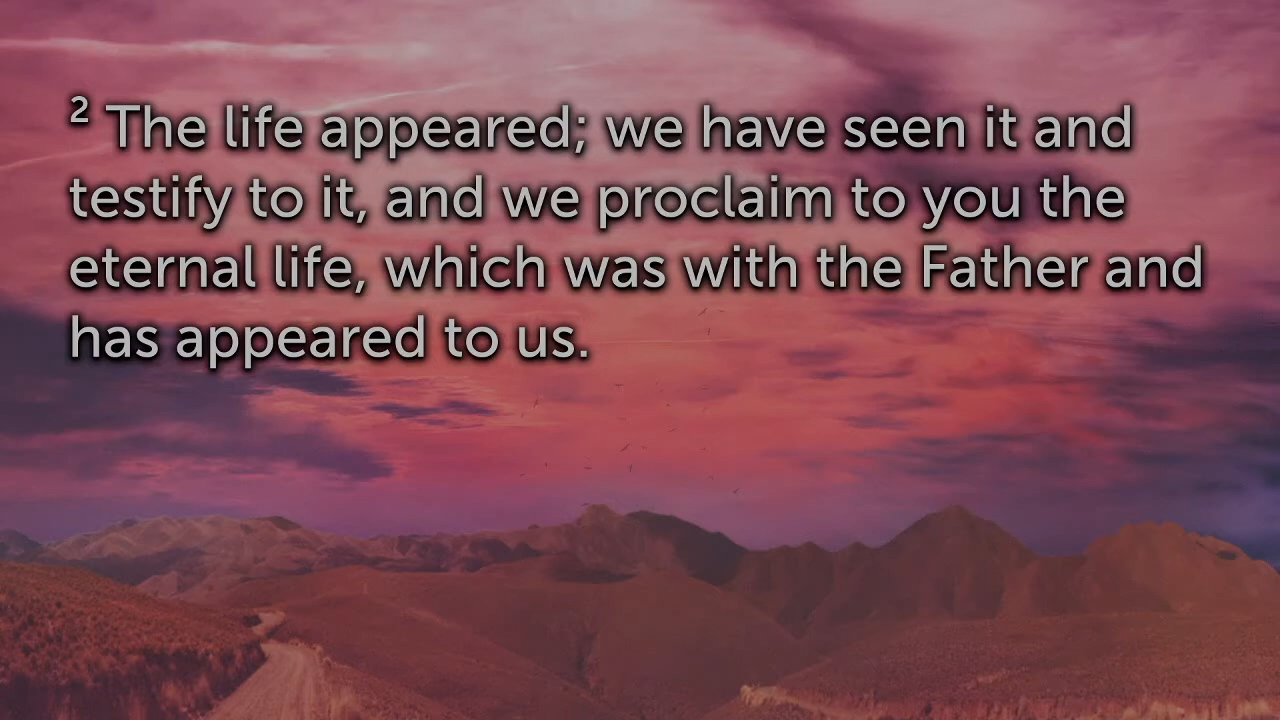 ² The life appeared; we have seen it and
testify to it, and we proclaim to you the
eternal life, which was with the Father and
has appeared to us.